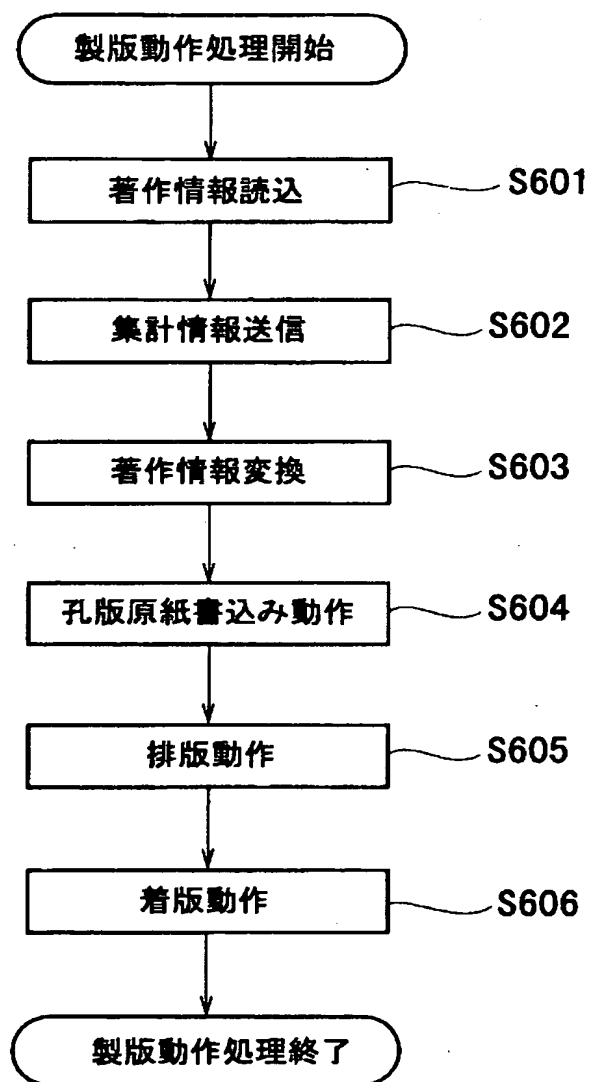 製版動作処理開始
著作情報読込
S601
集計情報送信
S602
著作情報変換
S603
孔版原紙書込み動作
S604
排版動作
S605
着版動作
S606
製版動作処理終了